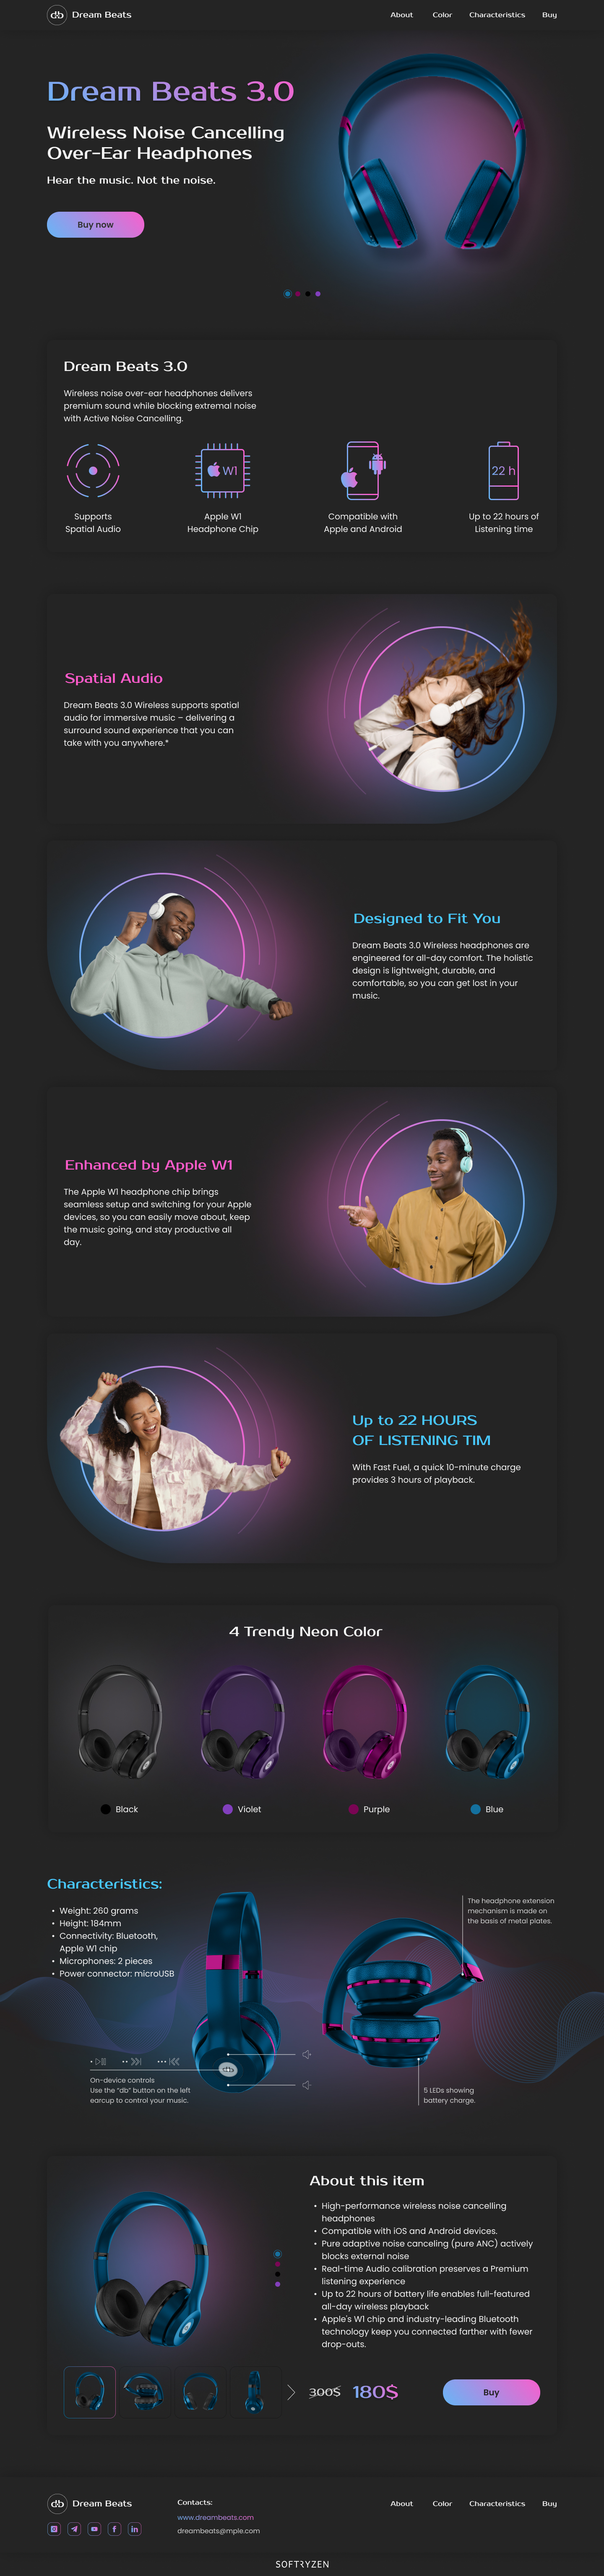 db Dream Beats
About Color Characteristics Buy
Dream Beats 3.0
Wireless Noise Cancelling
Over-Ear Headphones
Hear the music. Not the noise.
Buy now
Dream Beats 3.0
Wireless noise over-ear headphones delivers
premium sound while blocking extremal noise
with Active Noise Cancelling.
W1
22 h
Supports
Spatial Audio
Apple W1
Headphone Chip
Compatible with
Apple and Android
Up to 22 hours of
Listening time
Spatial Audio
Dream Beats 3.0 Wireless supports spatial
audio for immersive music – delivering a
surround sound experience that you can
take with you anywhere.*
Designed to Fit You
Dream Beats 3.0 Wireless headphones are
engineered for all-day comfort. The holistic
design is lightweight, durable, and
comfortable, so you can get lost in your
music.
Enhanced by Apple W1
The Apple W1 headphone chip brings
seamless setup and switching for your Apple
devices, so you can easily move about, keep
the music going, and stay productive all
day.
Up to 22 HOURS
OF LISTENING TIM
With Fast Fuel, a quick 10-minute charge
provides 3 hours of playback.
4 Trendy Neon Color
Black
Violet
Purple
Blue
Characteristics:
• Weight: 260 grams
• Height: 184mm
• Connectivity: Bluetooth,
Apple W1 chip
• Microphones: 2 pieces
• Power connector: microUSB
The headphone extension
mechanism is made on
the basis of metal plates.
db
On-device controls
Use the "db" button on the left
earcup to control your music.
5 LEDs showing
battery charge.
About this item
• High-performance wireless noise cancelling
headphones
• Compatible with iOS and Android devices.
• Pure adaptive noise canceling (pure ANC) actively
blocks external noise
• Real-time Audio calibration preserves a Premium
listening experience
• Up to 22 hours of battery life enables full-featured
all-day wireless playback
• Apple's W1 chip and industry-leading Bluetooth
technology keep you connected farther with fewer
drop-outs.
300$ 180$
Buy
db Dream Beats
Contacts:
www.dreambeats.com
dreambeats@mple.com
About Color Characteristics Buy
SOFTRYZEN